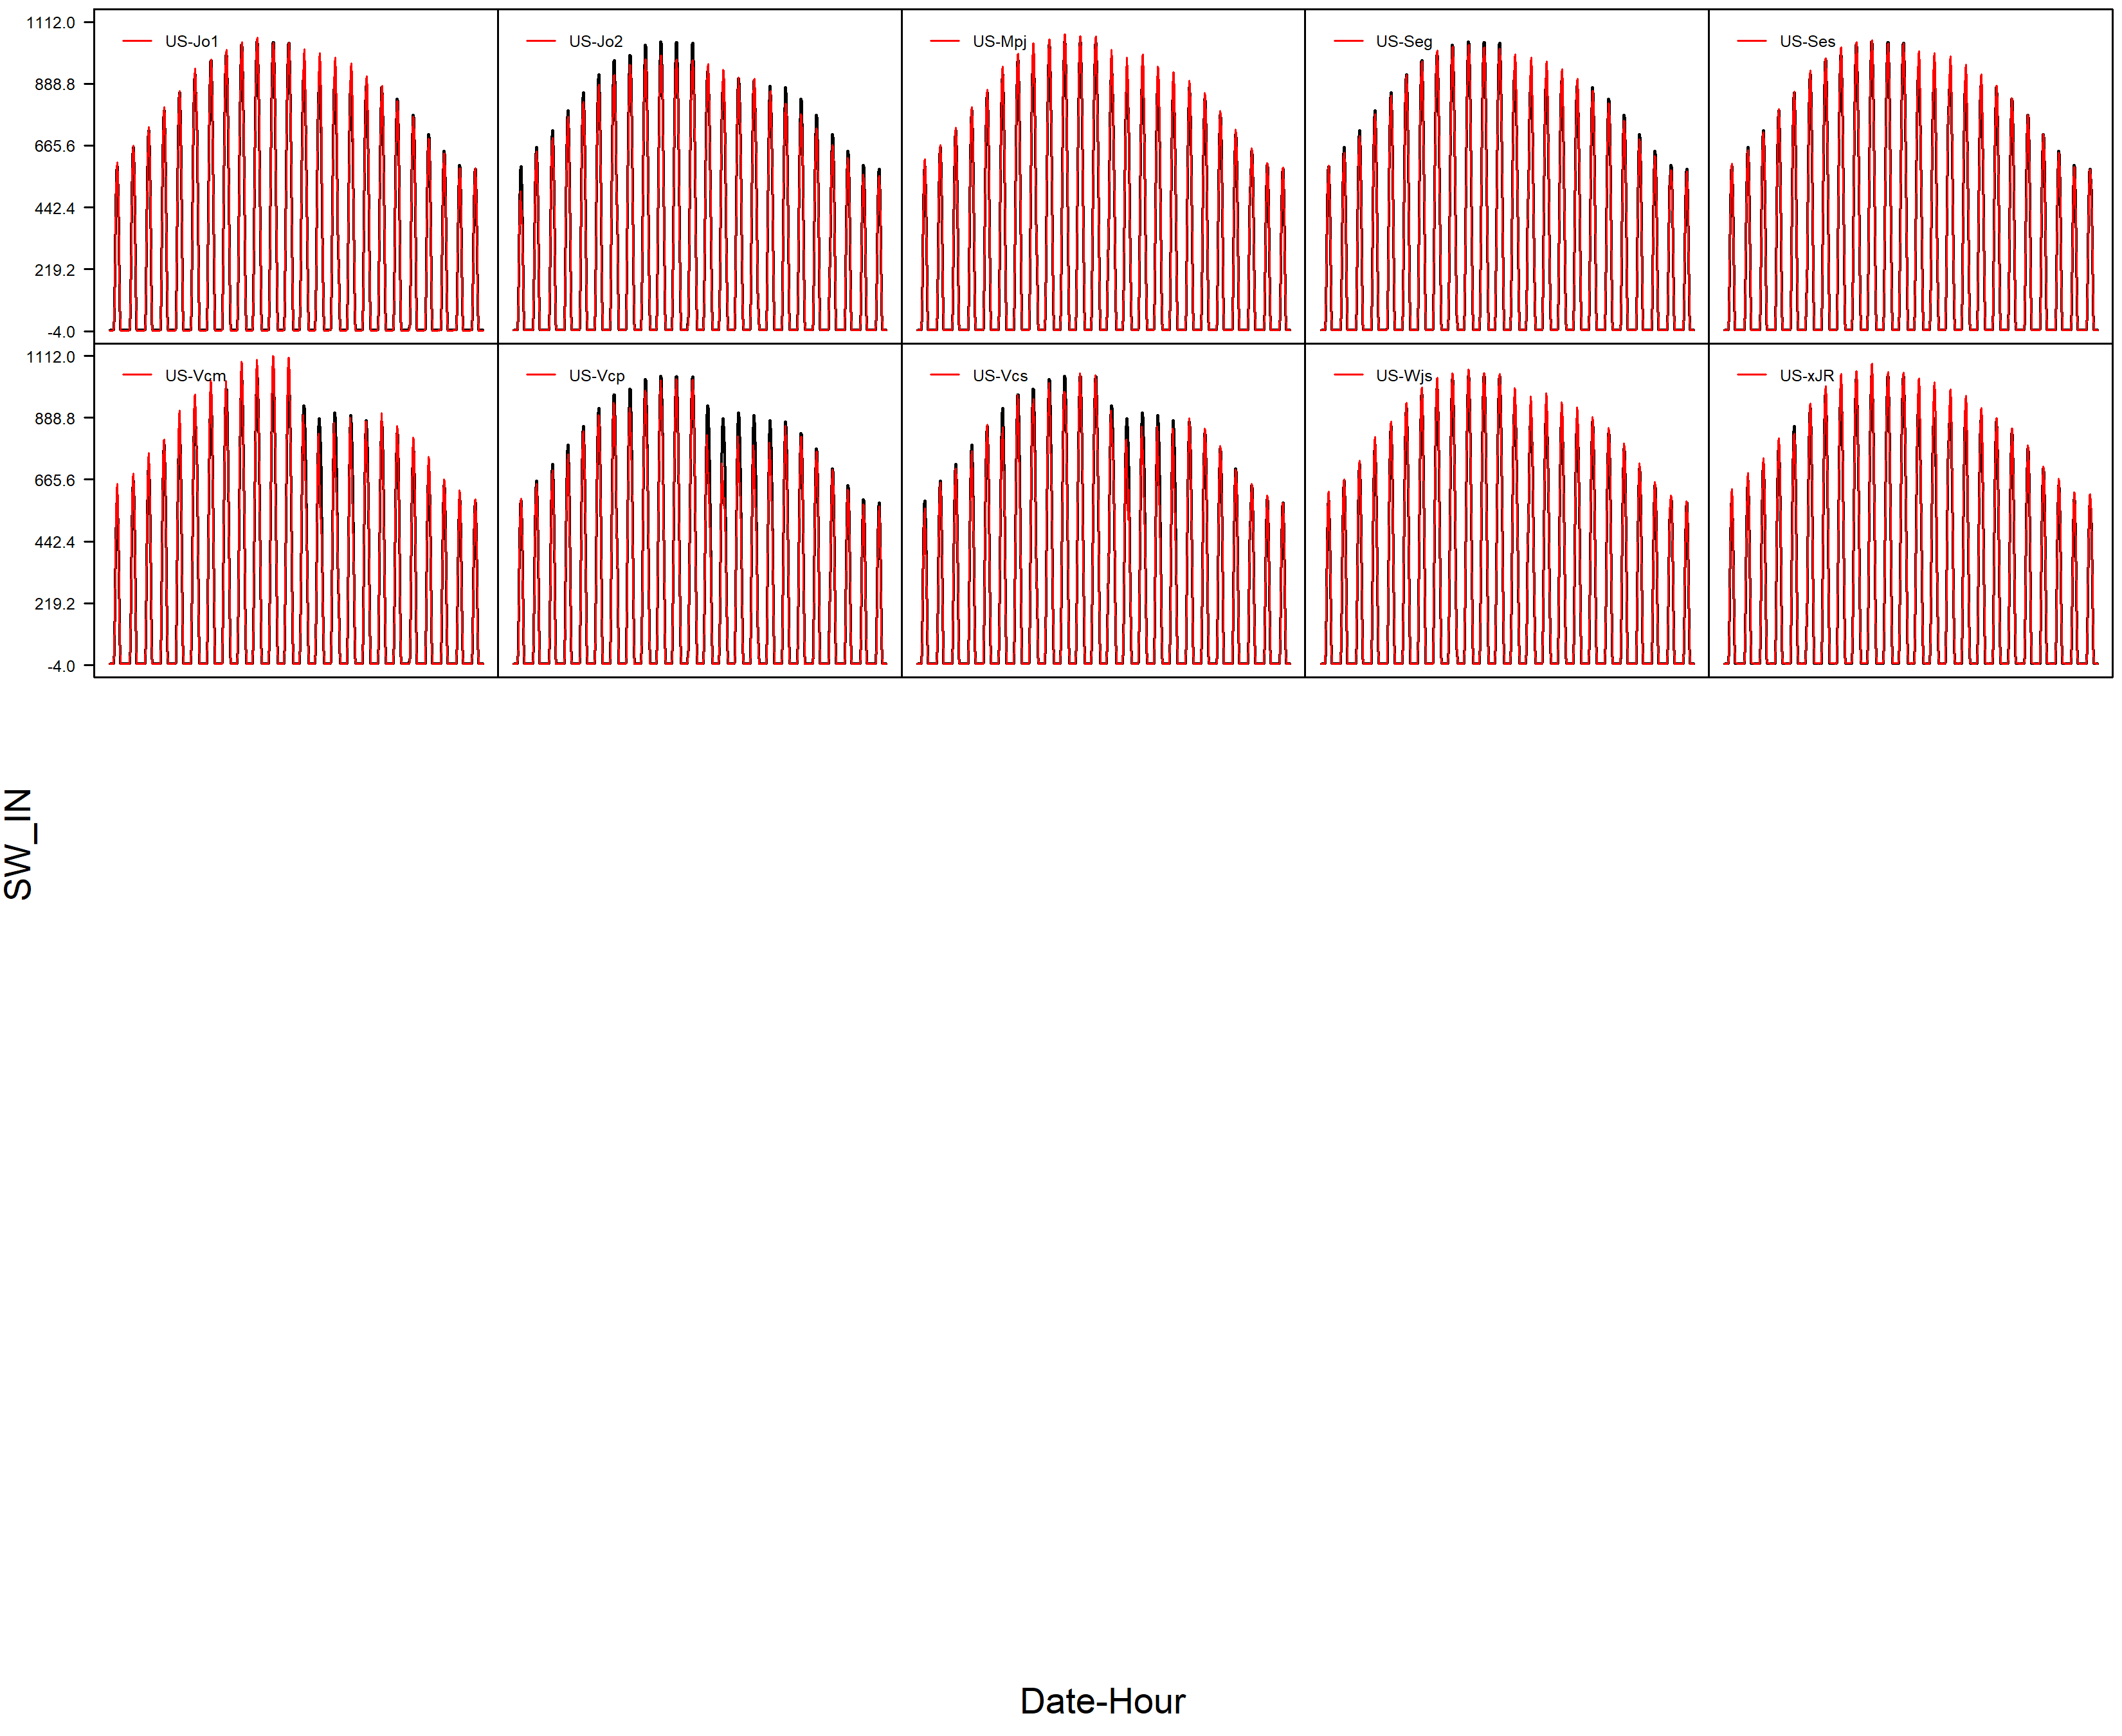 1112.0
888.8
665.6
442.4
219.2
-4.0
US-Jo1
US-Jo2
US-Mpj
US-Seg
US-Ses
1112.0
888.8
665.6
442.4
219.2
-4.0
US-Vcm
US-Vcp
US-Vcs
US-Wjs
US-xJR
SW_IN
Date-Hour